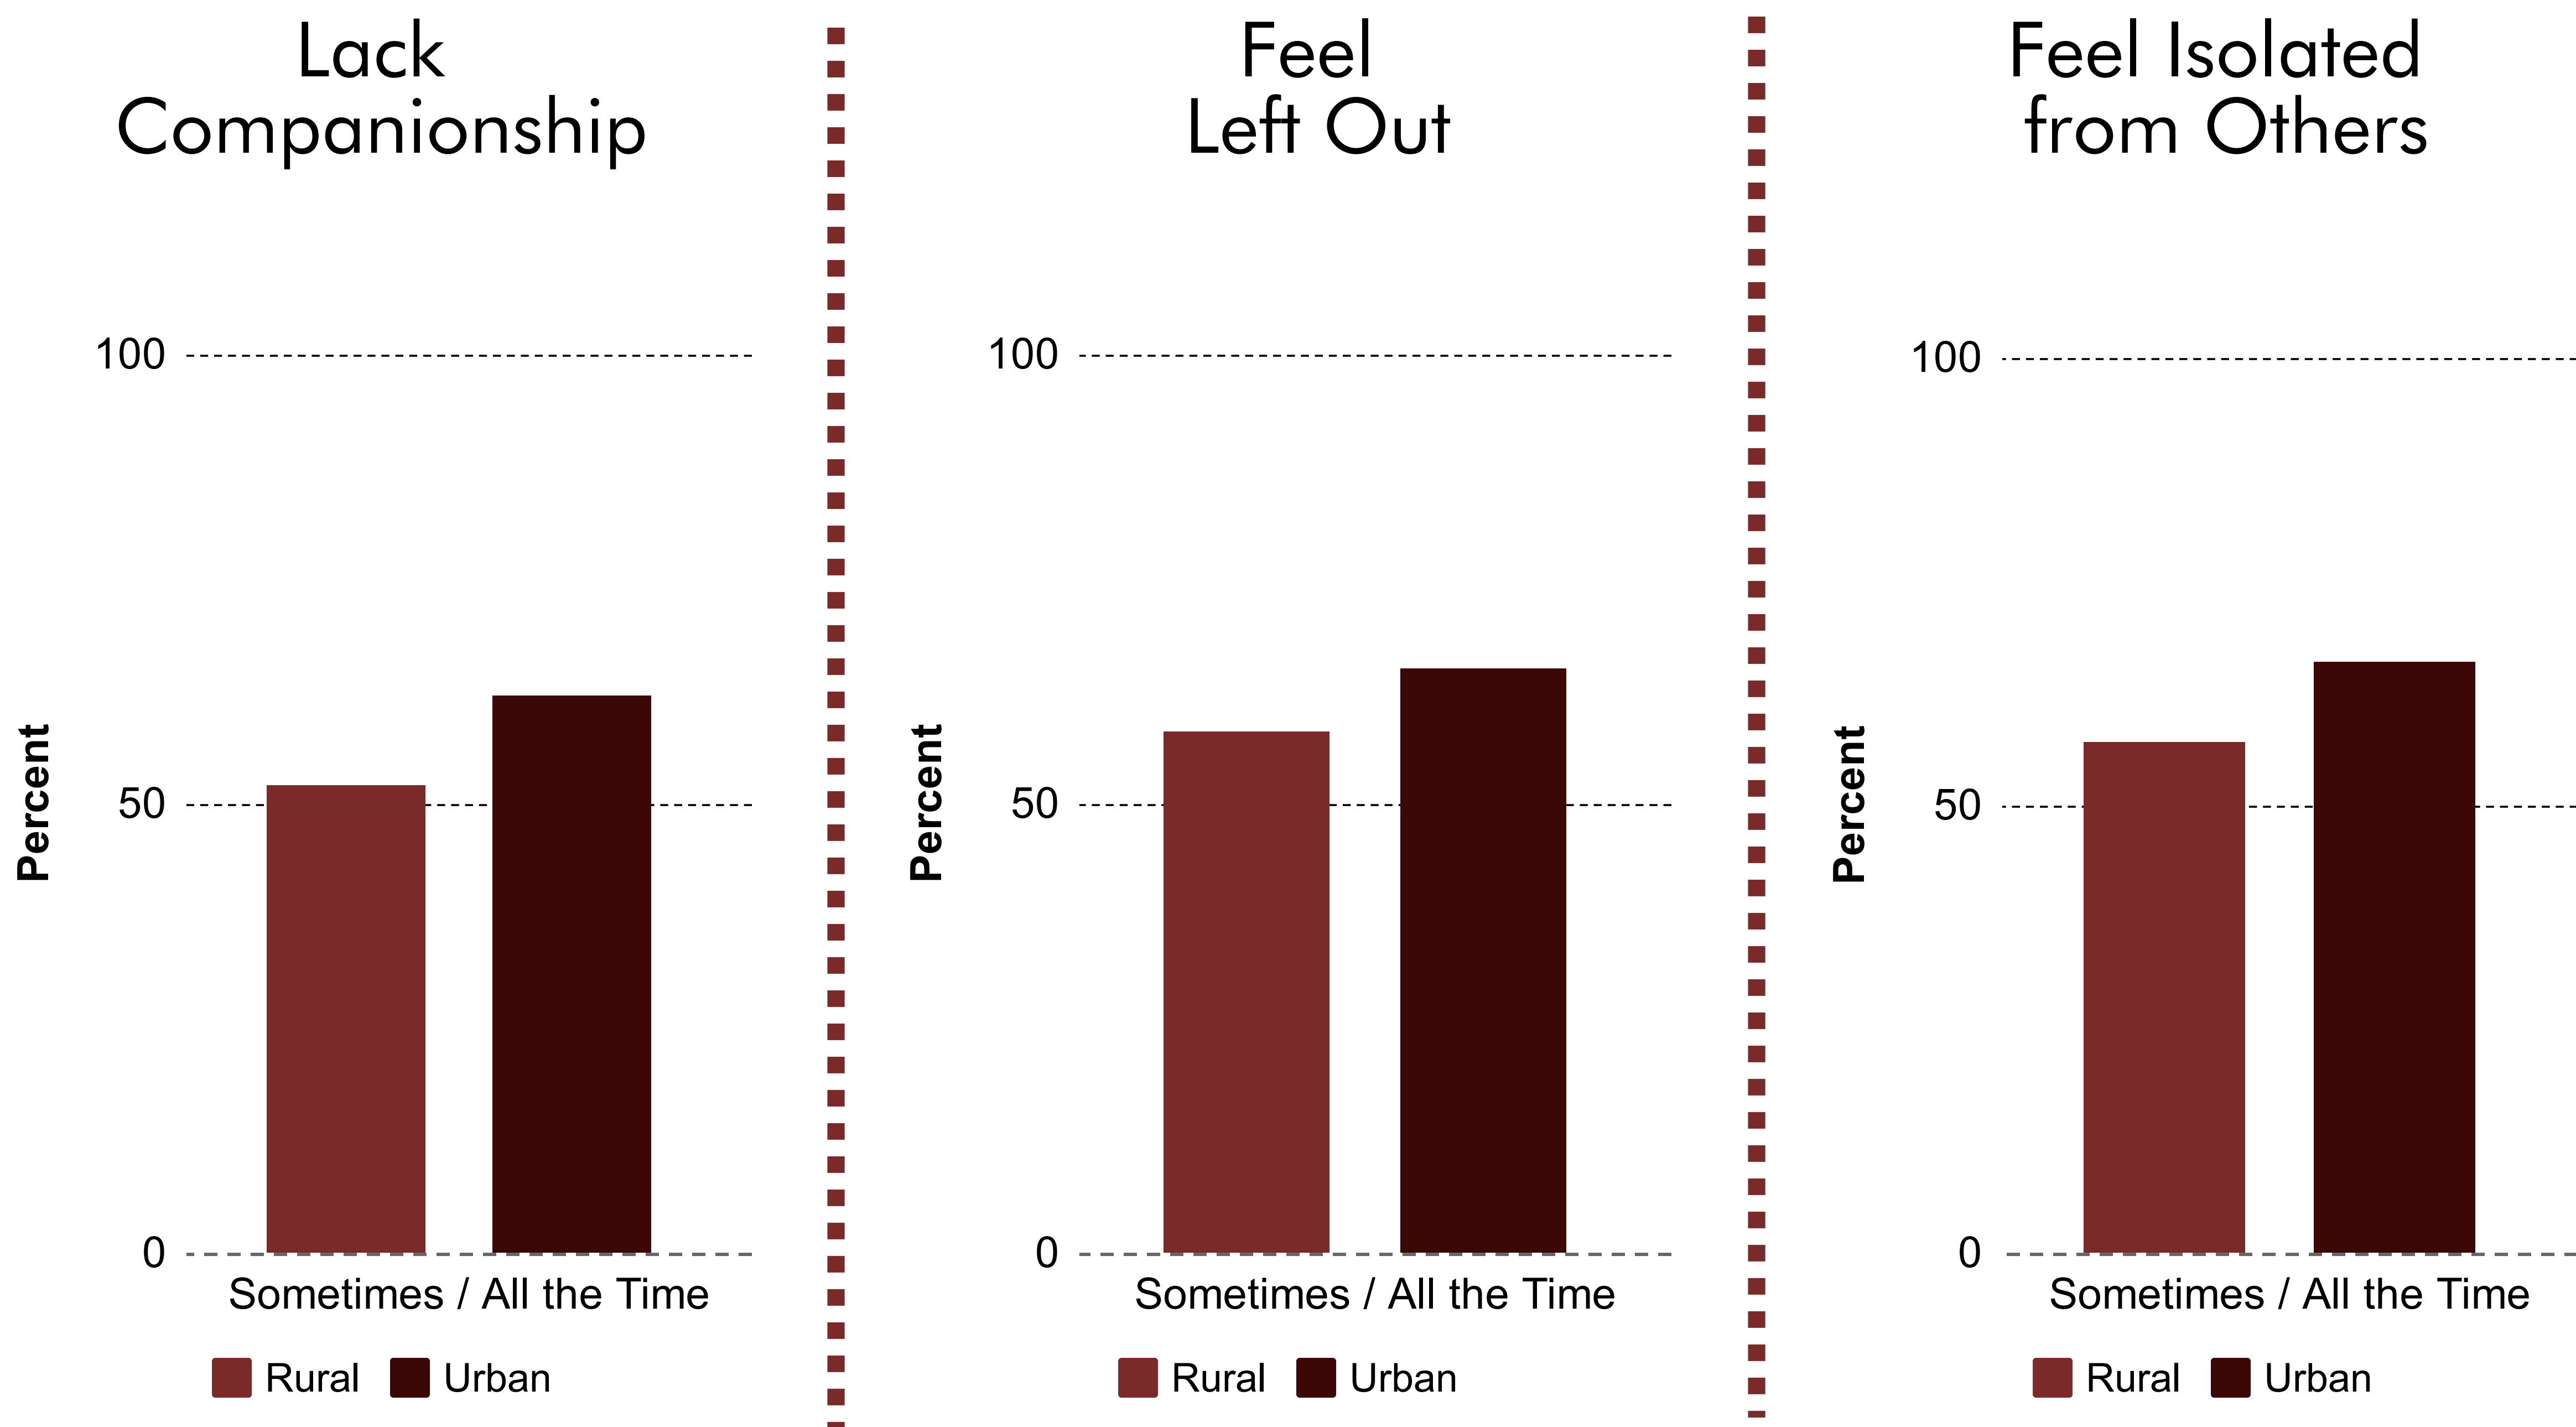 Lack
Companionship
100
50
0
Percent
Sometimes / All the Time
Rural
Urban
Feel
Left Out
100
50
0
Percent
Sometimes / All the Time
Rural
Urban
Feel Isolated
from Others
100
50
0
Percent
Sometimes / All the Time
Rural
Urban